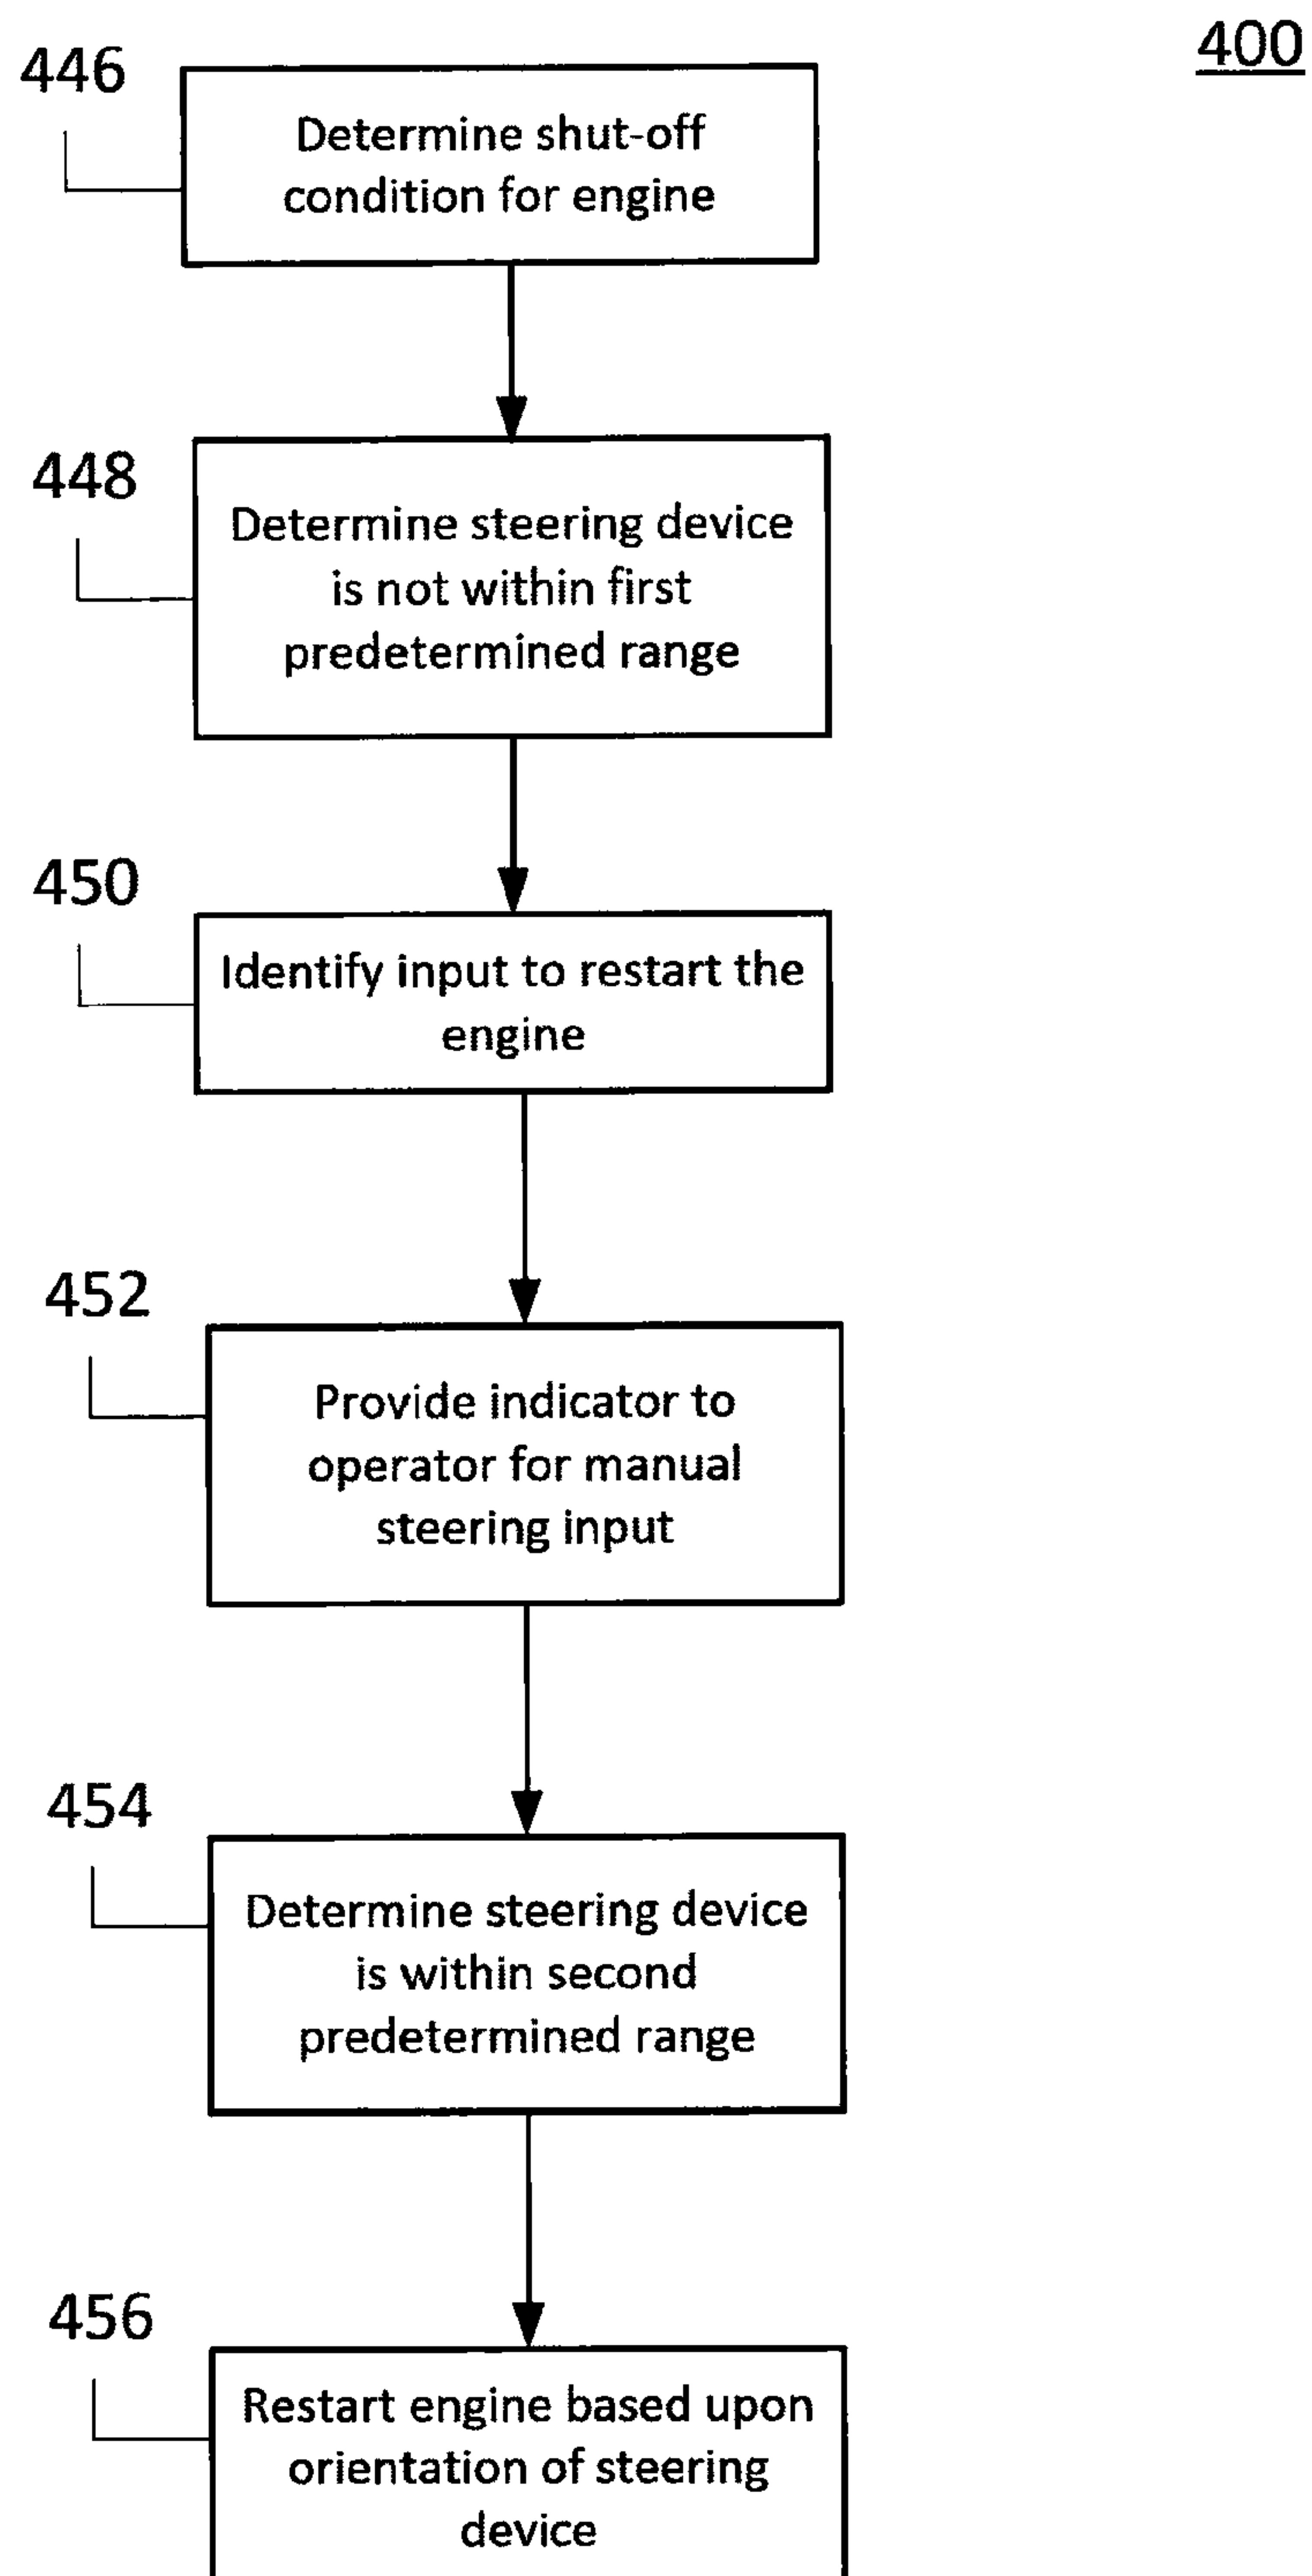 400
446
Determine shut-off
condition for engine
448
Determine steering device
is not within first
predetermined range
450
Identify input to restart the
engine
452
Provide indicator to
operator for manual
steering input
454
Determine steering device
is within second
predetermined range
456
Restart engine based upon
orientation of steering
device